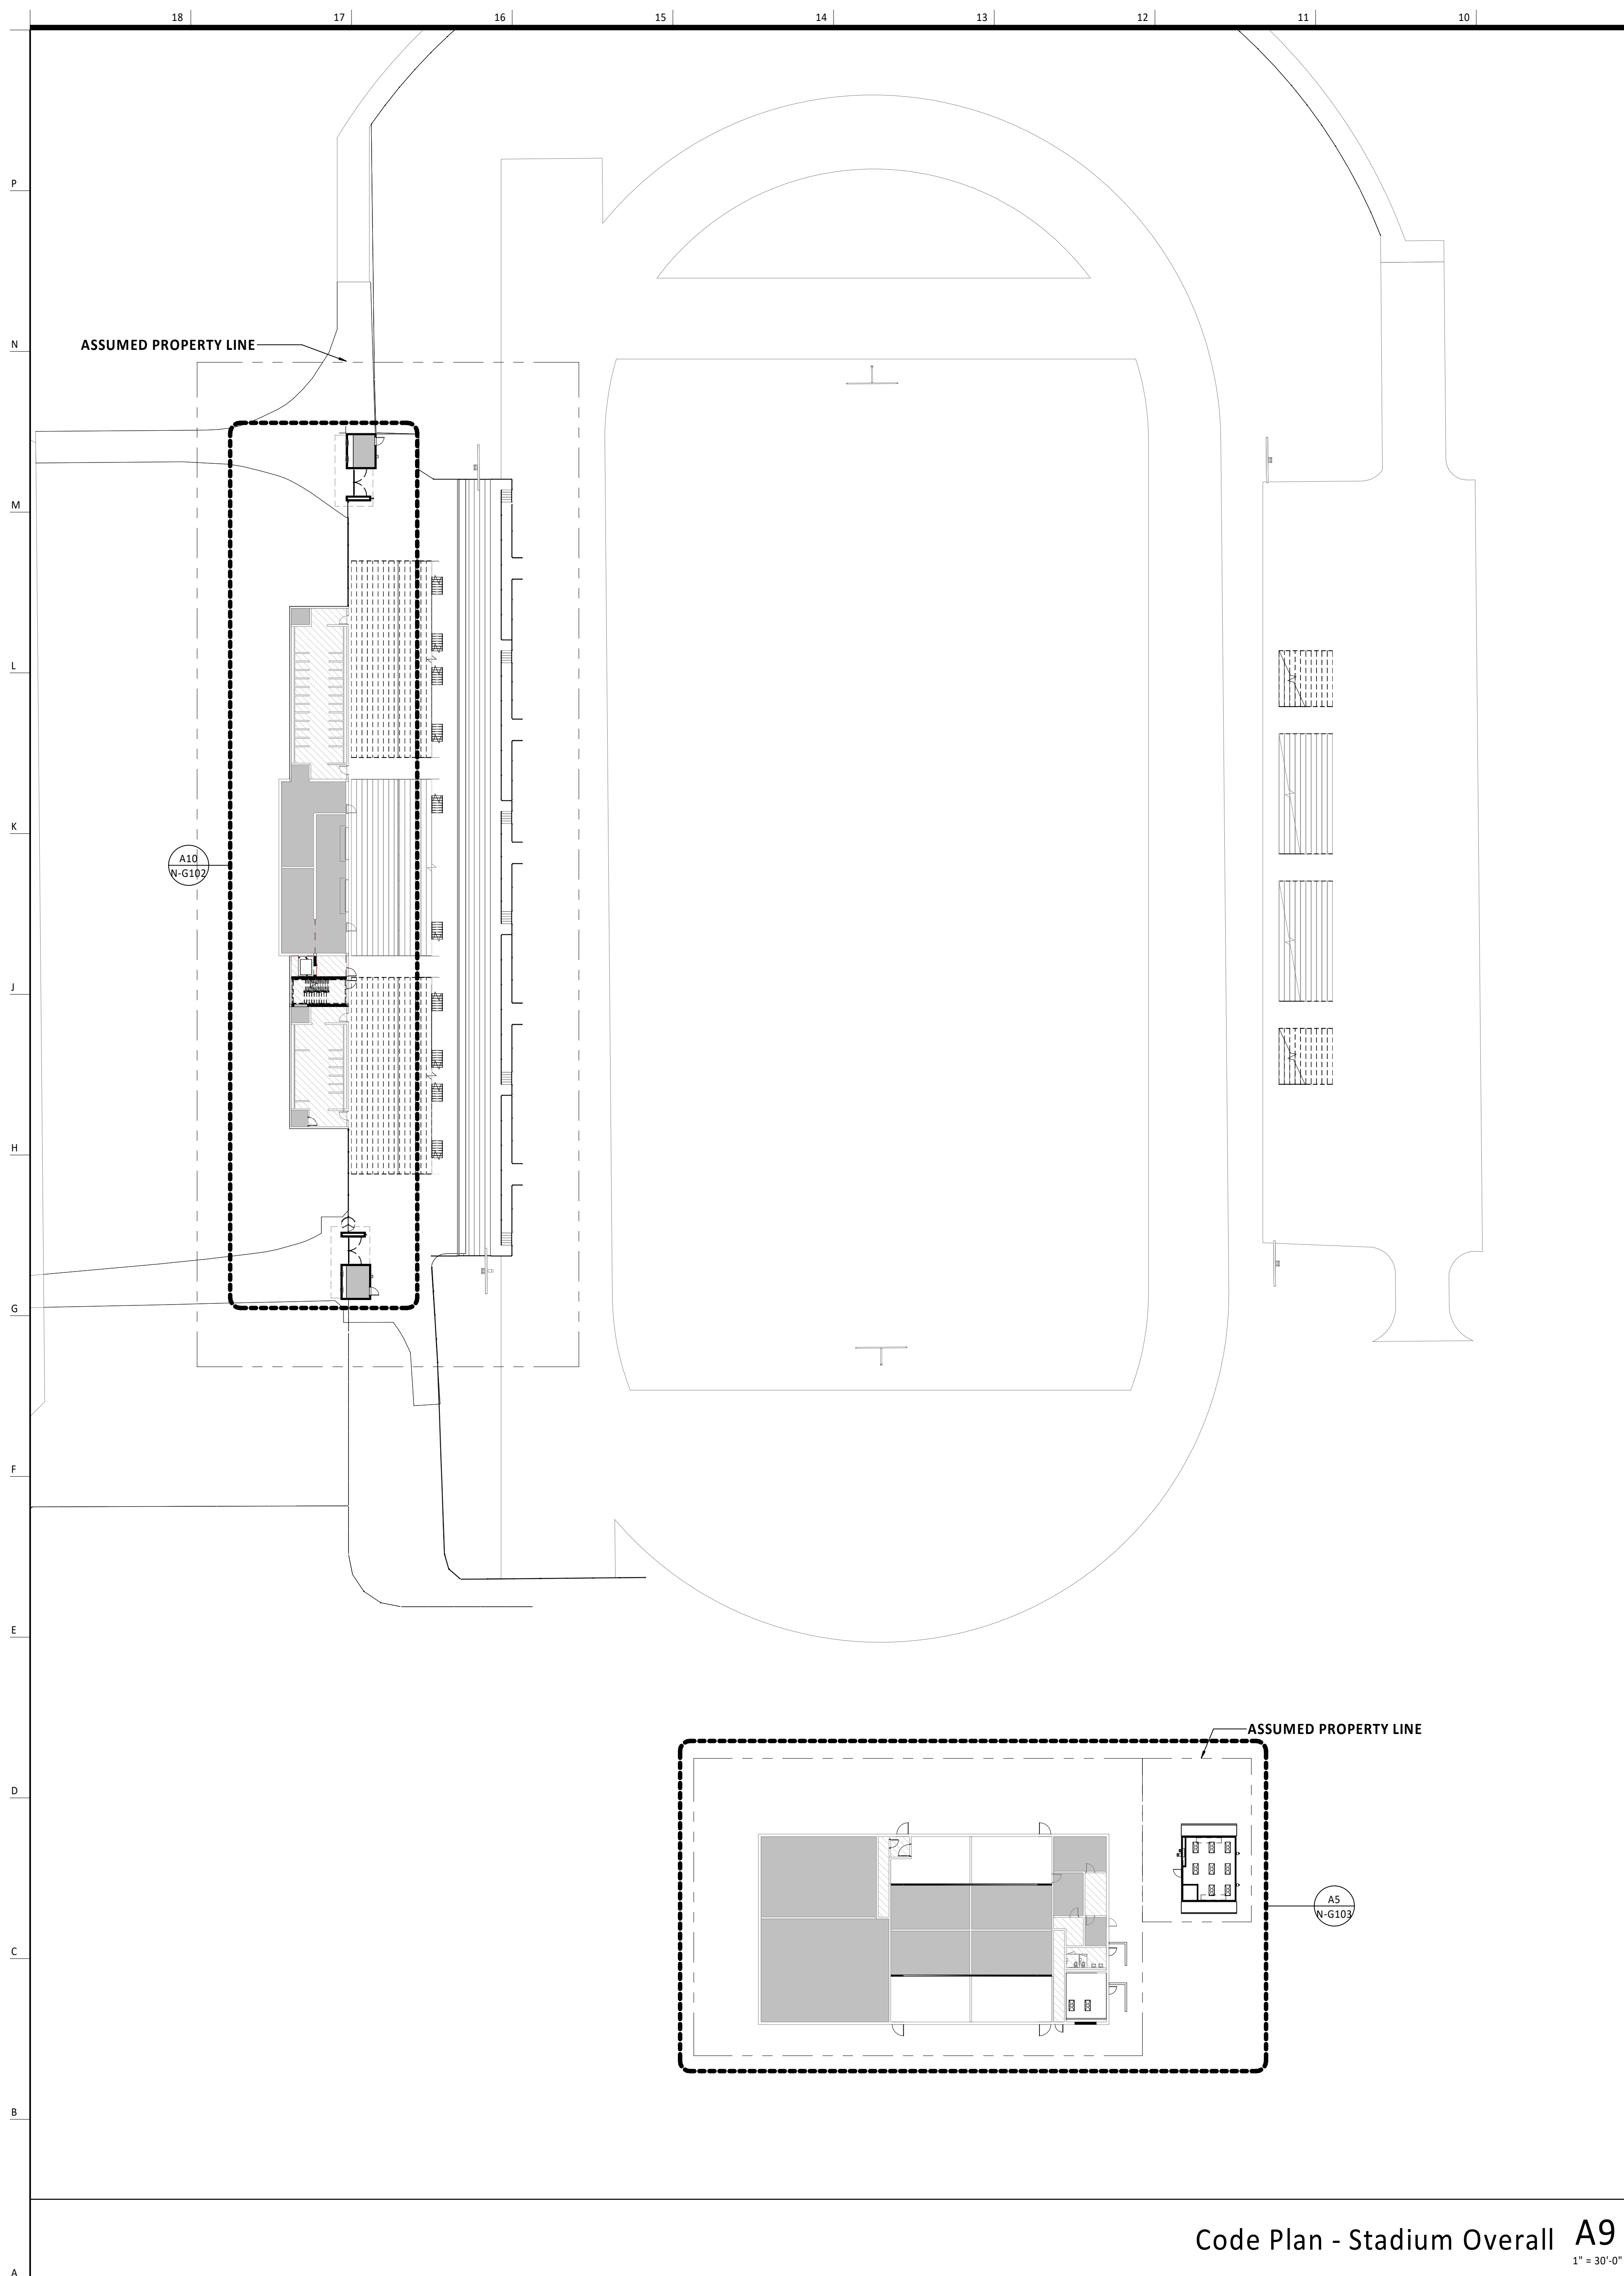 18 17 16 15 14 13 12 11 10
P
N
ASSUMED PROPERTY LINE
M
L
K
A10
N-G102
J
H
G
F
E
ASSUMED PROPERTY LINE
D
A5
N-G103
C
B
Code Plan - Stadium Overall A9
1" = 30'-0"
A